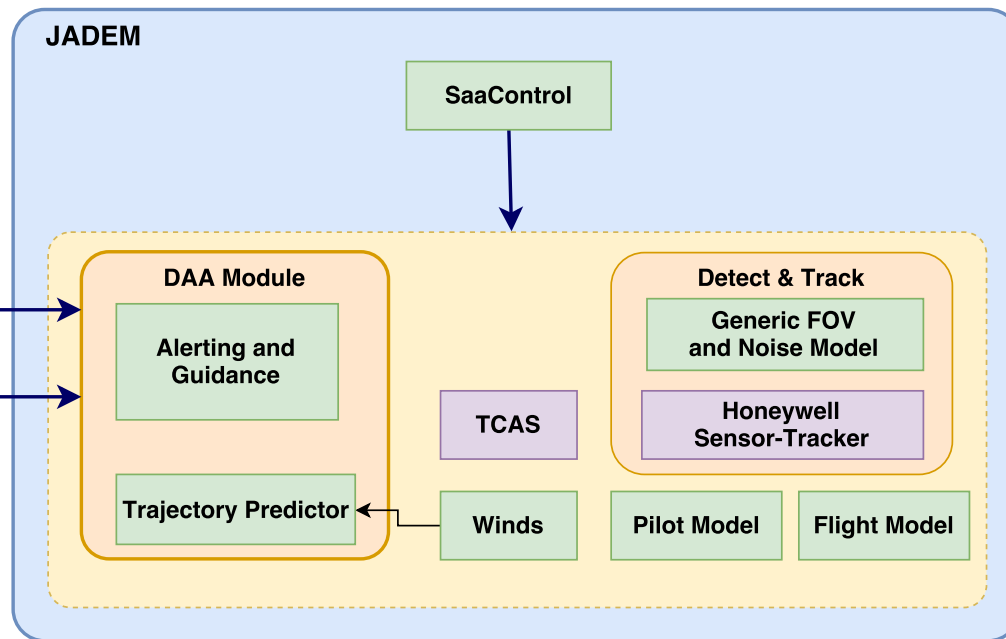 JADEM
SaaControl
DAA Module
Alerting and
Guidance
Trajectory Predictor
TCAS
Winds
Detect & Track
Generic FOV
and Noise Model
Honeywell
Sensor-Tracker
Pilot Model
Flight Model